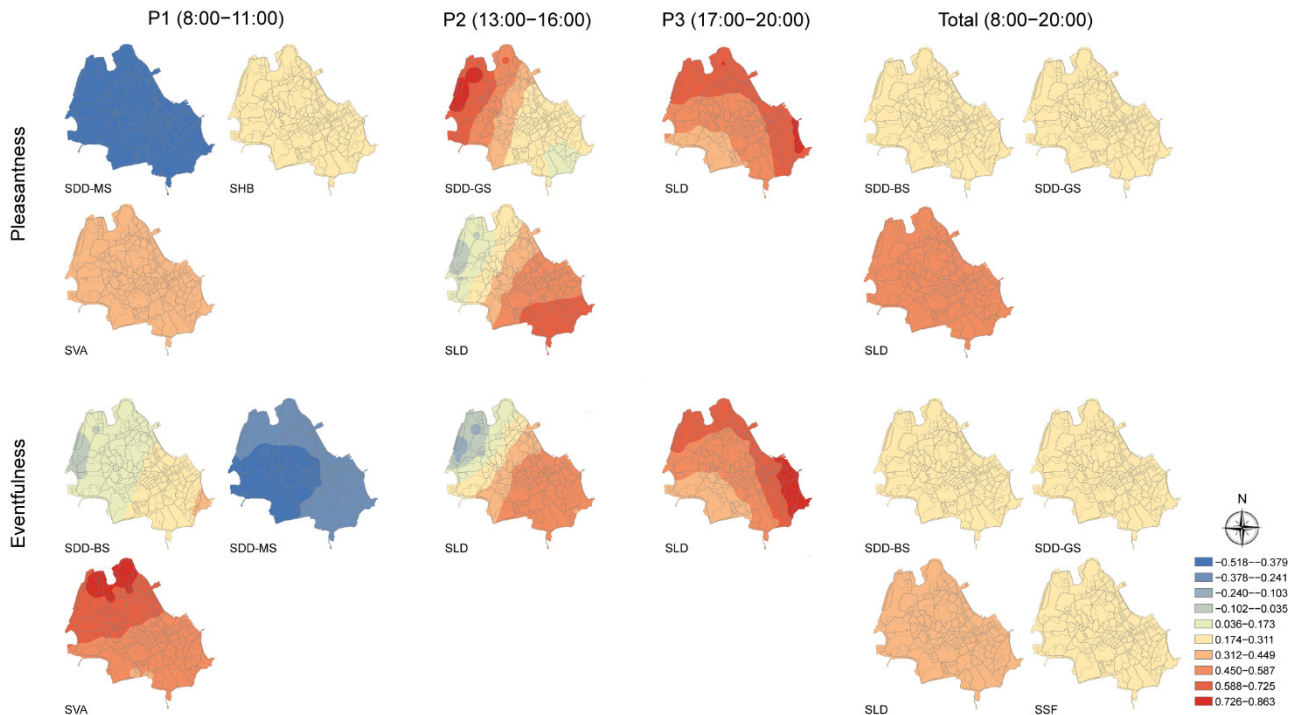 P1 (8:00−11:00) P2 (13:00−16:00) P3 (17:00−20:00) Total (8:00−20:00)
Pleasantness
SDD-MS SHB SDD-GS SLD SDD-BS SDD-GS
SVA SLD SLD
Eventfulness
SDD-BS SDD-MS SLD SLD SDD-BS SDD-GS
SVA SLD SSF
N
−0.518−−0.379
−0.378−0.241
−0.240−0.103
−0.102−0.035
0.036−0.173
0.174−0.311
0.312−0.449
0.450−0.587
0.588−0.725
0.726−0.863